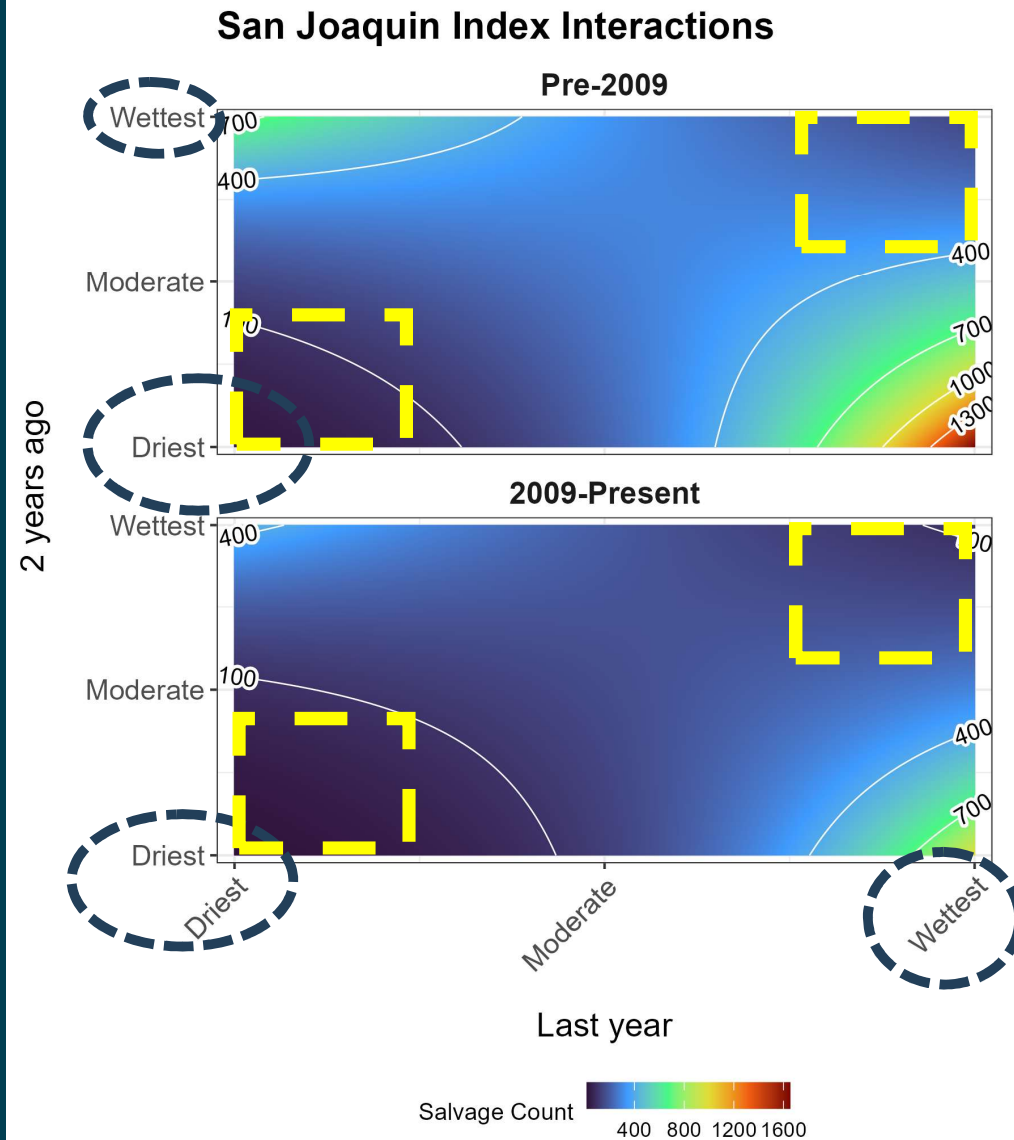 San Joaquin Index Interactions
Pre-2009
Wettest
700
400
Moderate
400
100
700
1000
1300
Driest
2 years ago
2009-Present
Wettest
400
Moderate
100
400
700
Driest
Driest
Moderate
Wettest
Last year
Salvage Count
400 800 1200 1600